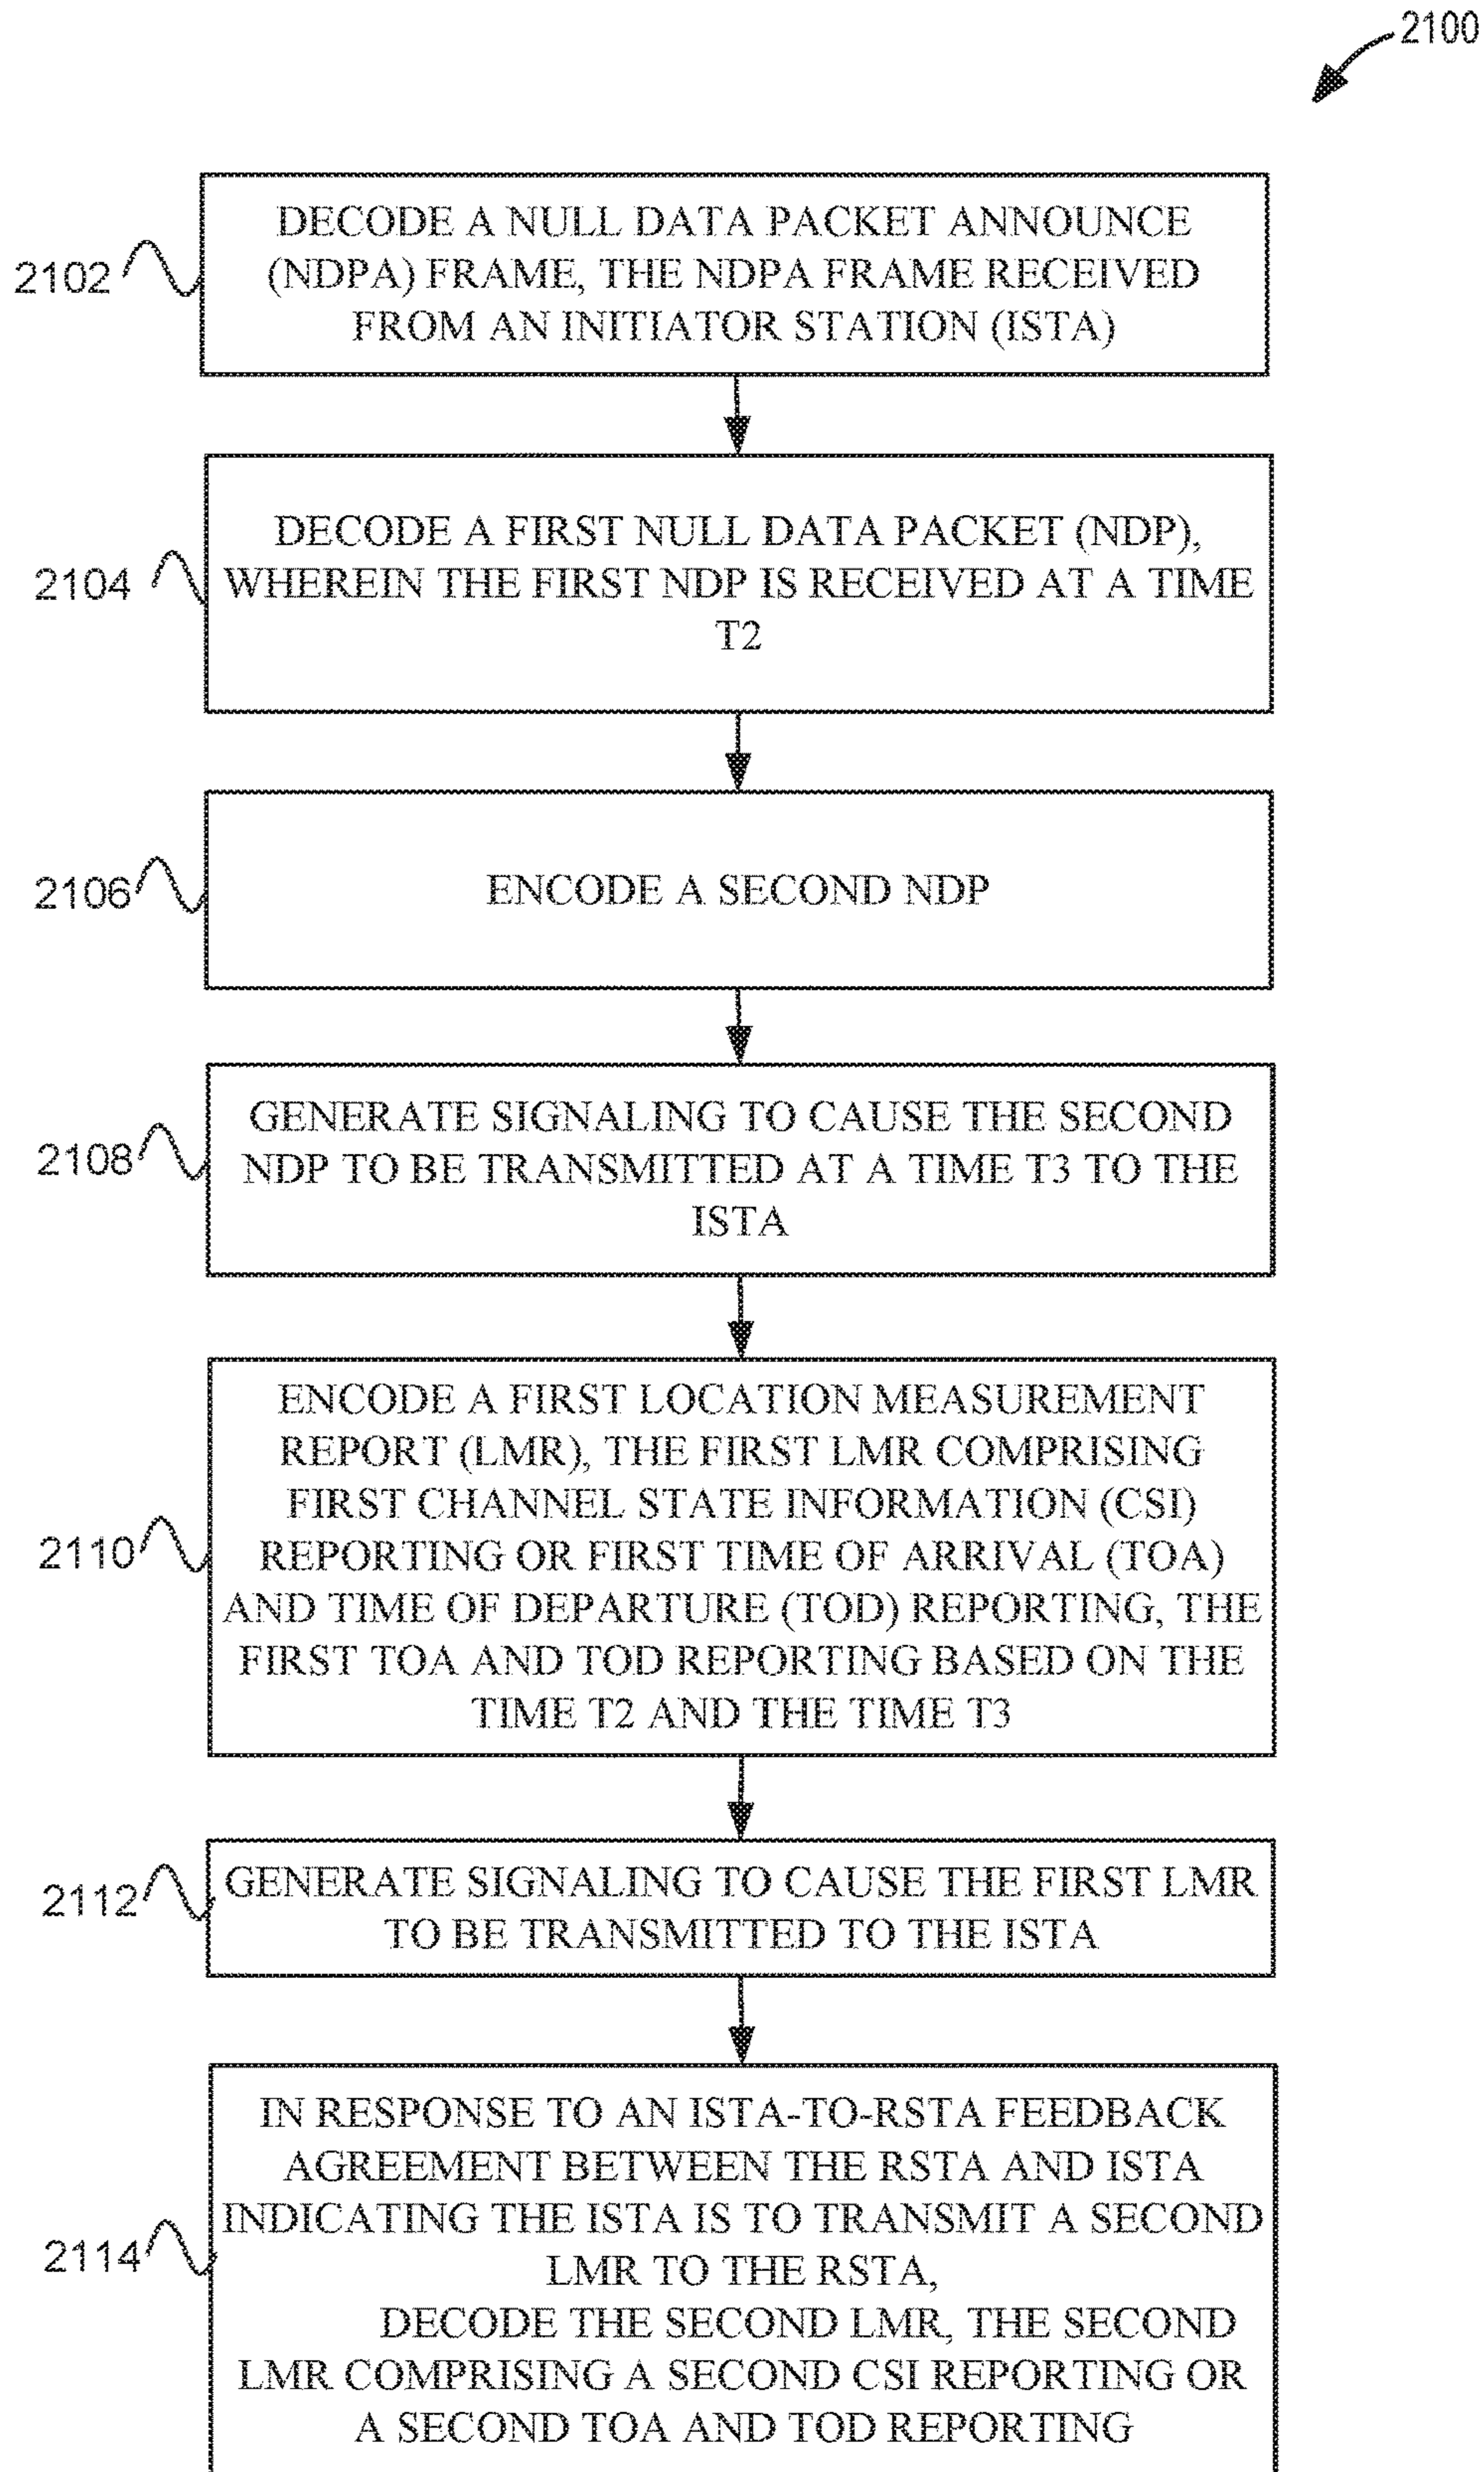 2100
2102
DECODE A NULL DATA PACKET ANNOUNCE
(NDPA) FRAME, THE NDPA FRAME RECEIVED
FROM AN INITIATOR STATION (ISTA)
2104
DECODE A FIRST NULL DATA PACKET (NDP),
WHEREIN THE FIRST NDP IS RECEIVED AT A TIME
T2
2106
ENCODE A SECOND NDP
2108
GENERATE SIGNALING TO CAUSE THE SECOND
NDP TO BE TRANSMITTED AT A TIME T3 TO THE
ISTA
2110
ENCODE A FIRST LOCATION MEASUREMENT
REPORT (LMR), THE FIRST LMR COMPRISING
FIRST CHANNEL STATE INFORMATION (CSI)
REPORTING OR FIRST TIME OF ARRIVAL (TOA)
AND TIME OF DEPARTURE (TOD) REPORTING, THE
FIRST TOA AND TOD REPORTING BASED ON THE
TIME T2 AND THE TIME T3
2112
GENERATE SIGNALING TO CAUSE THE FIRST LMR
TO BE TRANSMITTED TO THE ISTA
2114
IN RESPONSE TO AN ISTA-TO-RSTA FEEDBACK
AGREEMENT BETWEEN THE RSTA AND ISTA
INDICATING THE ISTA IS TO TRANSMIT A SECOND
LMR TO THE RSTA,
DECODE THE SECOND LMR, THE SECOND
LMR COMPRISING A SECOND CSI REPORTING OR
A SECOND TOA AND TOD REPORTING